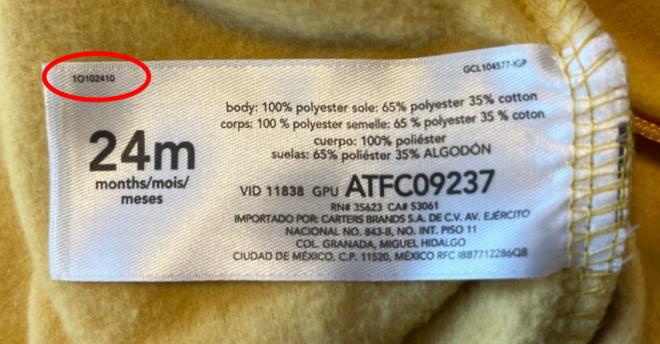 1O102410
GCL104577-IGP
24m
months/mois/
meses
body: 100% polyester sole: 65% polyester 35% cotton
corps: 100 % polyester semelle: 65 % polyester 35 % coton
cuerpo: 100% poliéster
suelas: 65% poliéster 35% ALGODÓN
VID 11838 GPU ATFC09237
RN# 35623 CA# 53061
IMPORTADO POR: CARTERS BRANDS S.A. DE C.V. AV. EJÉRCITO
NACIONAL NO. 843-B, NO. INT. PISO 11
COL. GRANADA, MIGUEL HIDALGO
CIUDAD DE MÉXICO, C.P. 11520, MÉXICO RFC IBB7712286Q8